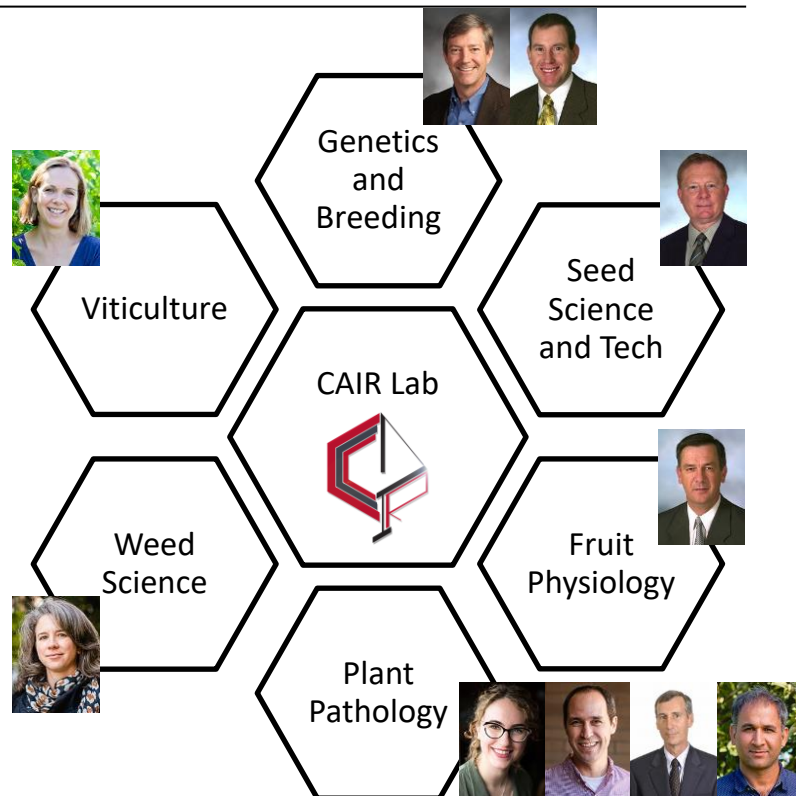 Genetics
and
Breeding
Viticulture
Seed
Science
and Tech
CAIR Lab
Weed
Science
Fruit
Physiology
Plant
Pathology